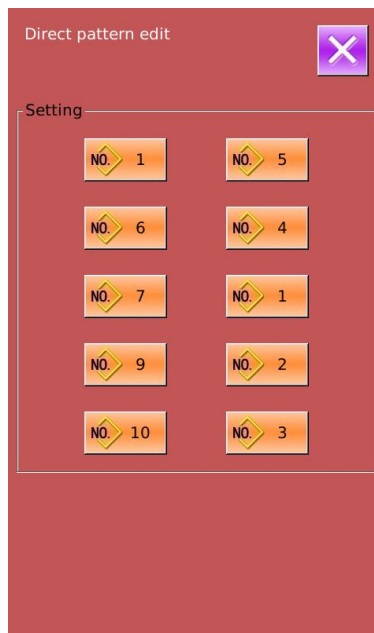 Direct pattern edit
Setting
NO. 1 NO. 5
NO. 6 NO. 4
NO. 7 NO. 1
NO. 9 NO. 2
NO. 10 NO. 3